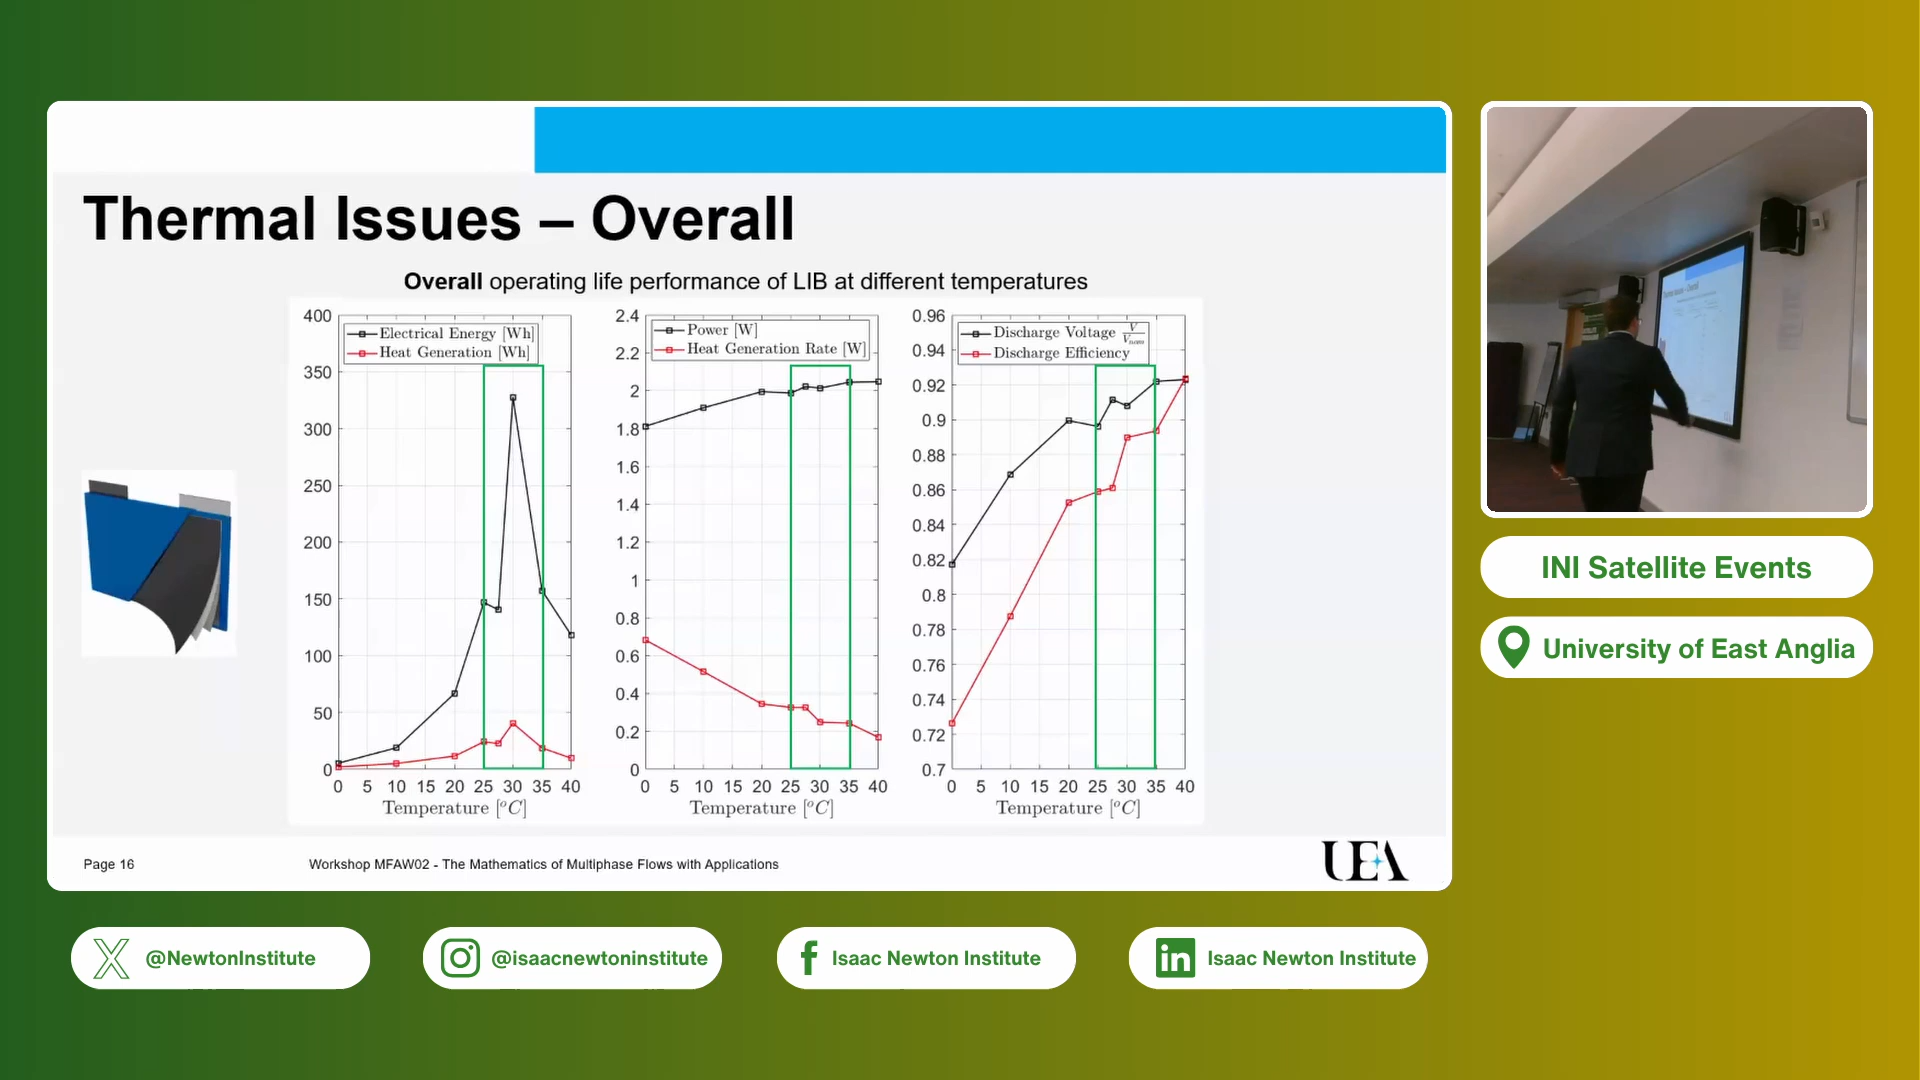 Thermal Issues – Overall
Overall operating life performance of LIB at different temperatures
400
350
300
250
200
150
100
50
0
Electrical Energy [Wh]
Heat Generation [Wh]
0 5 10 15 20 25 30 35 40
Temperature [°C]
2.4
2.2
2
1.8
1.6
1.4
1.2
1
0.8
0.6
0.4
0.2
0
Power [W]
Heat Generation Rate [W]
0 5 10 15 20 25 30 35 40
Temperature [°C]
0.96
0.94
0.92
0.9
0.88
0.86
0.84
0.82
0.8
0.78
0.76
0.74
0.72
0.7
Discharge Voltage V/Vnom
Discharge Efficiency
0 5 10 15 20 25 30 35 40
Temperature [°C]
Page 16
Workshop MFAW02 - The Mathematics of Multiphase Flows with Applications
UEA
INI Satellite Events
University of East Anglia
@NewtonInstitute
@isaacnewtoninstitute
Isaac Newton Institute
Isaac Newton Institute